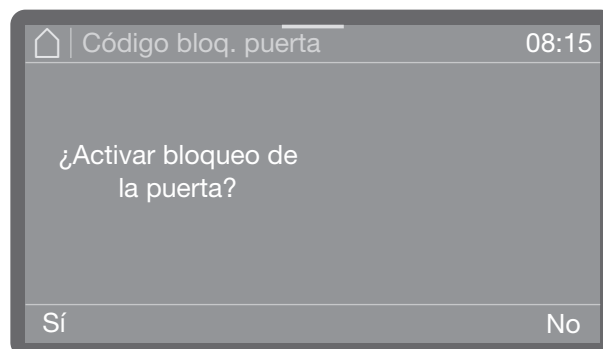 Código bloq. puerta 08:15
¿Activar bloqueo de
la puerta?
Sí No